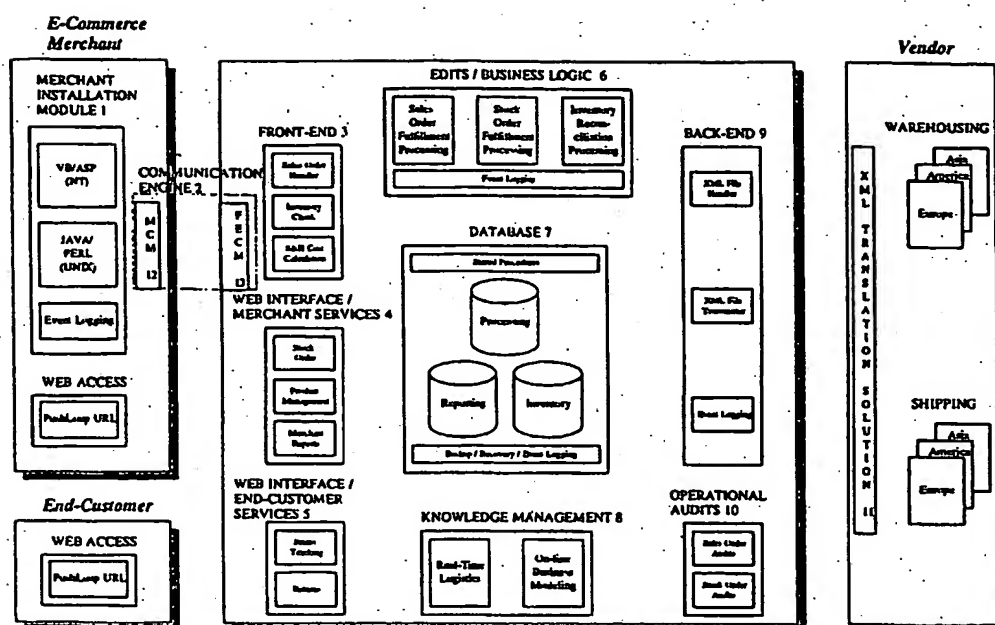 E-Commerce
Merchant
MERCHANT
INSTALLATION
MODULE 1
VB/ASP
(NT)
JAVA/
PERL
(UNIX)
Event Logging
WEB ACCESS
PushLoop URL
End-Customer
WEB ACCESS
PushLoop URL
COMMUNICATION
ENGINE 2
MCM
12
FECM
13
FRONT-END 3
Sales Order
Handler
Inventory
Check
S&H Cost
Calculation
WEB INTERFACE /
MERCHANT SERVICES 4
Stock
Order
Product
Management
Merchant
Reports
WEB INTERFACE /
END-CUSTOMER
SERVICES 5
Tracking
Returns
EDITS / BUSINESS LOGIC 6
Sales
Order
Fulfillment
Processing
Stock
Order
Fulfillment
Processing
Inventory
Recon-
ciliation
Processing
Event Logging
DATABASE 7
Stored Procedures
Processing
Reporting
Inventory
Backup / Recovery / Event Logging
KNOWLEDGE MANAGEMENT 8
Real-Time
Logistics
On-line
Business
Modeling
BACK-END 9
XML File
Handler
XML File
Transmitter
Event Logging
OPERATIONAL
AUDITS 10
Sales Order
Audits
Stock Order
Audits
Vendor
XML TRANSLATION SOLUTION 11
WAREHOUSING
Asia
America
Europe
SHIPPING
Asia
America
Europe